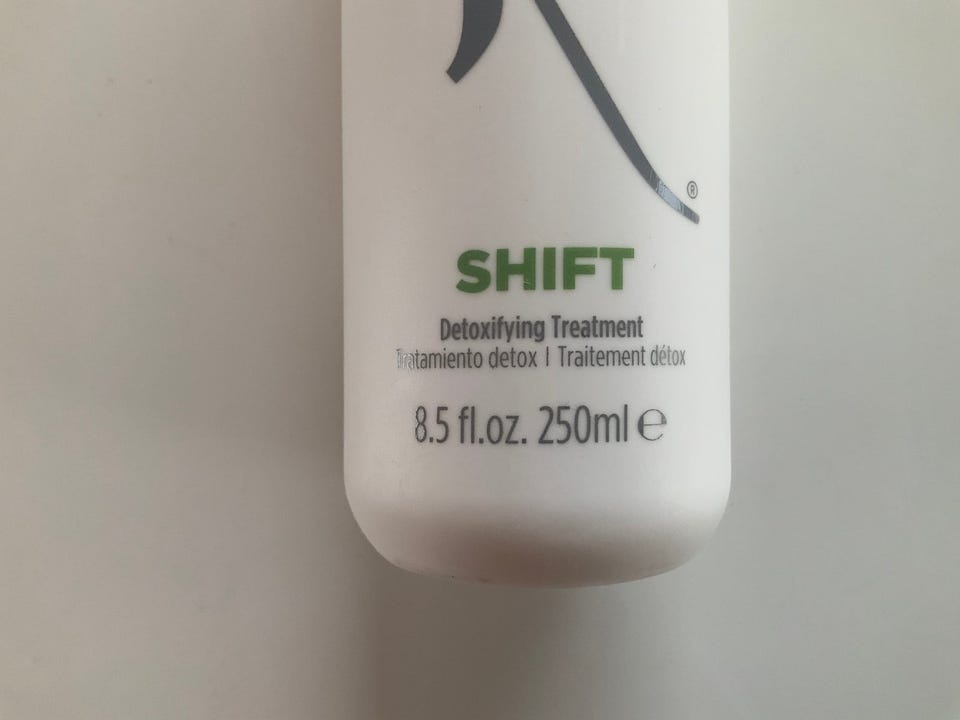 ®
SHIFT
Detoxifying Treatment
Tratamiento detox | Traitement détox
8.5 fl.oz. 250ml ℮